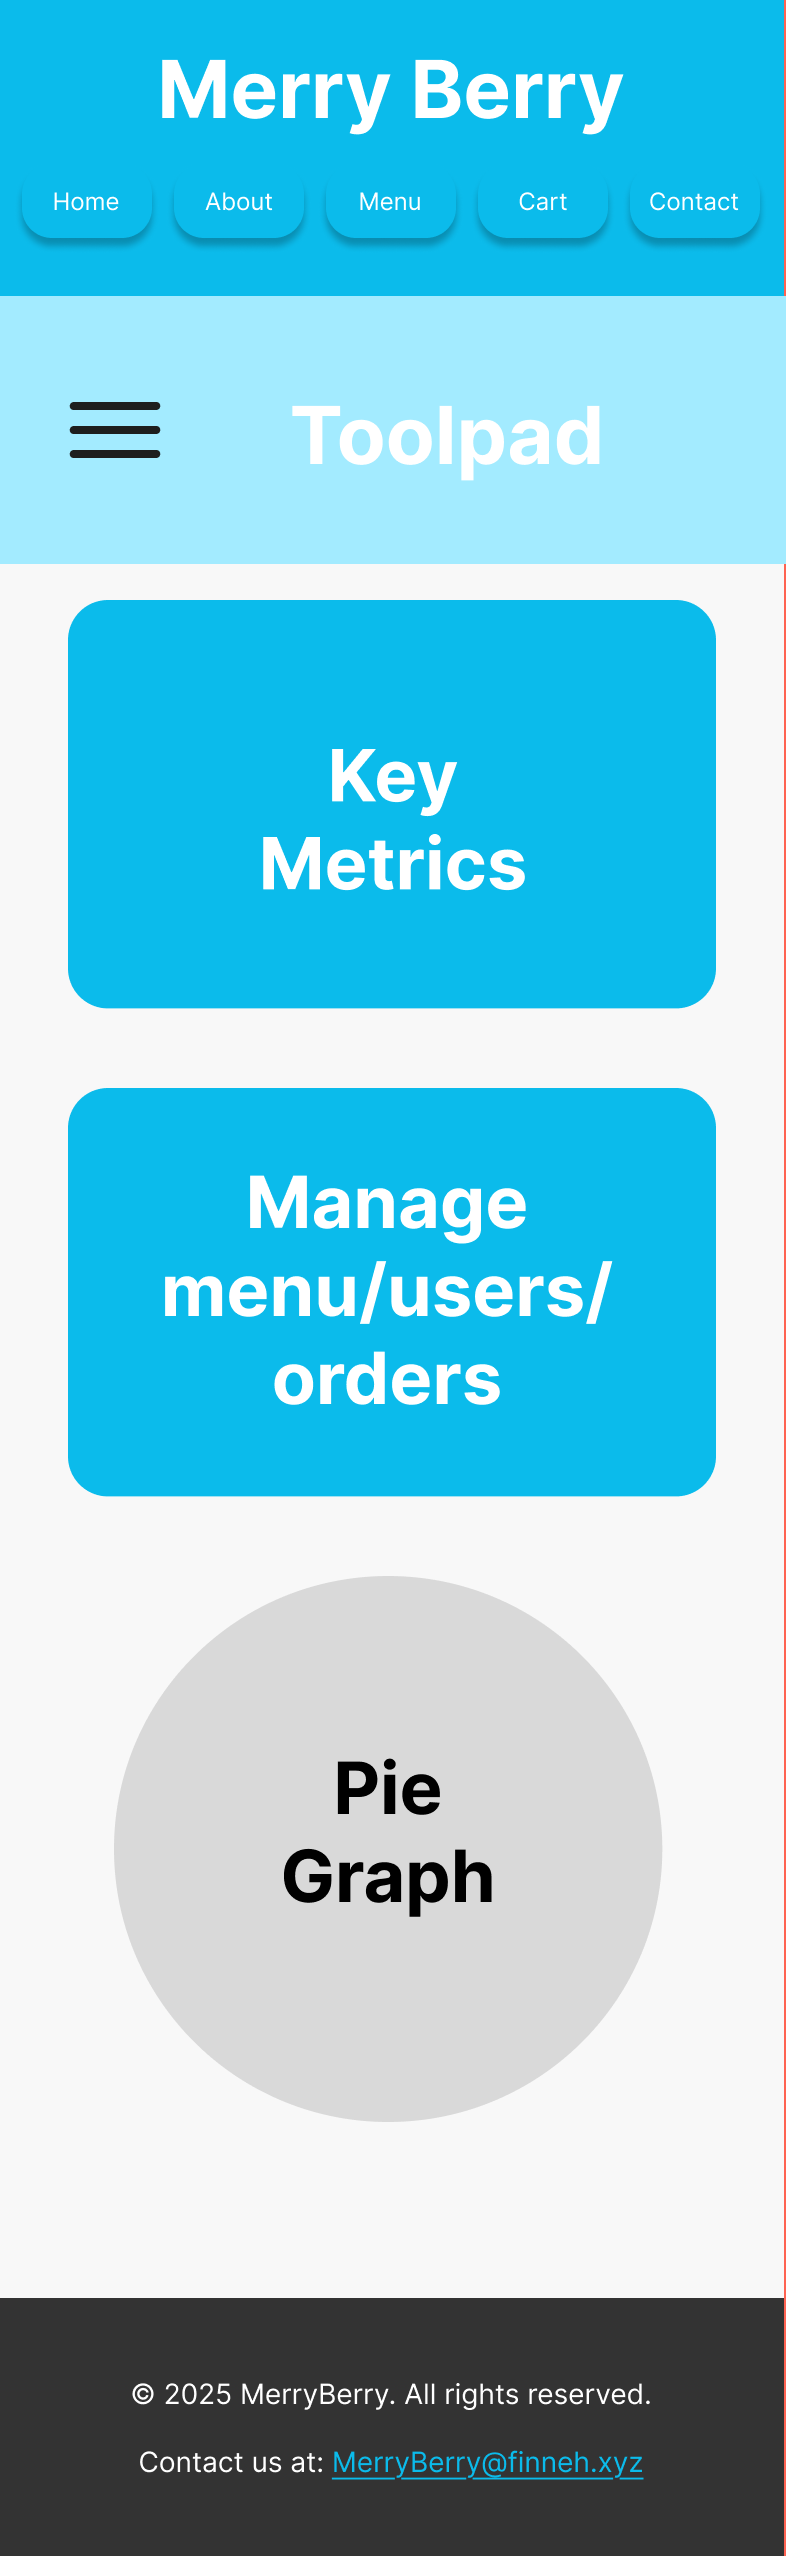 Merry Berry
Home About Menu Cart Contact
Toolpad
Key
Metrics
Manage
menu/users/
orders
Pie
Graph
© 2025 MerryBerry. All rights reserved.
Contact us at: MerryBerry@finneh.xyz